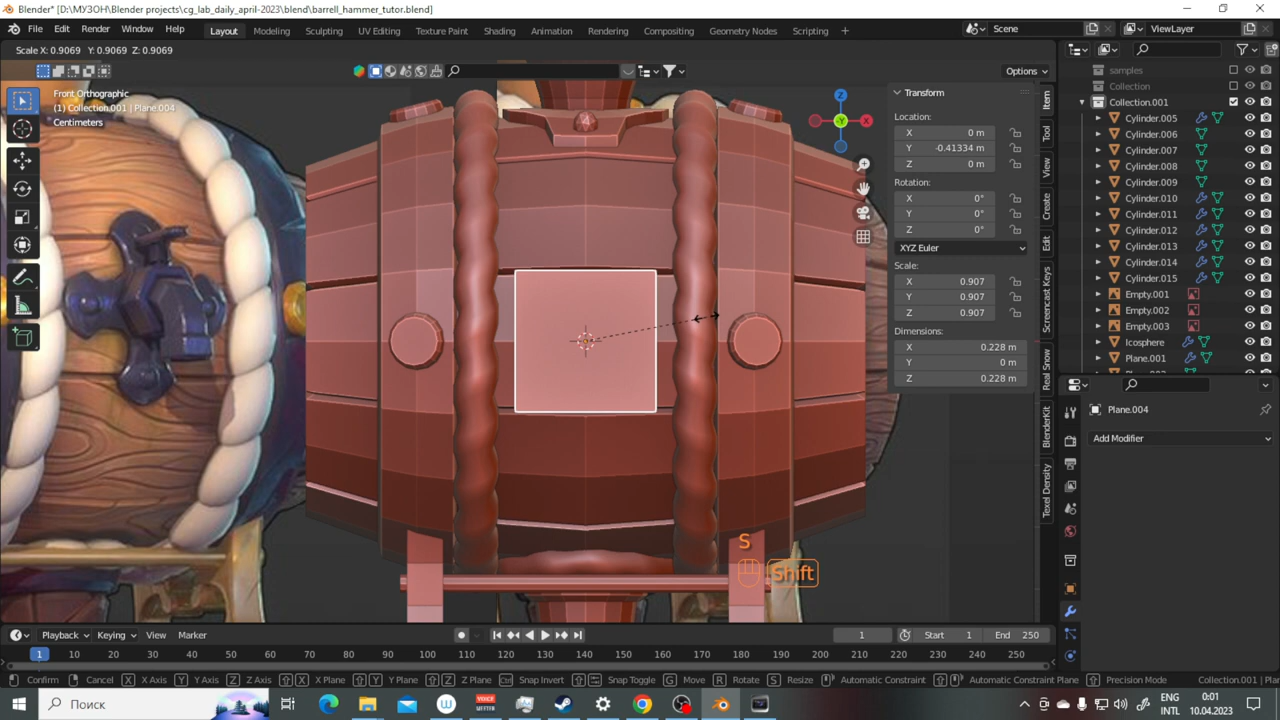 Blender* [D:\МУЗОН\Blender projects\cg_lab_daily_april-2023\blend\barrell_hammer_tutor.blend]
File Edit Render Window Help Layout Modeling Sculpting UV Editing Texture Paint Shading Animation Rendering Compositing Geometry Nodes Scripting + Scene ViewLayer
Scale X: 0.9069 Y: 0.9069 Z: 0.9069
Options
Front Orthographic
(1) Collection.001 | Plane.004
Centimeters
Z
X
-Y
Transform
Location:
X 0 m
Y -0.41334 m
Z 0 m
Rotation:
X 0°
Y 0°
Z 0°
XYZ Euler
Scale:
X 0.907
Y 0.907
Z 0.907
Dimensions:
X 0.228 m
Y 0 m
Z 0.228 m
Item
Tool
View
Create
Edit
Screencast Keys
Real Snow
BlenderKit
Texel Density
samples
Collection
Collection.001
Cylinder.005
Cylinder.006
Cylinder.007
Cylinder.008
Cylinder.009
Cylinder.010
Cylinder.011
Cylinder.012
Cylinder.013
Cylinder.014
Cylinder.015
Empty.001
Empty.002
Empty.003
Icosphere
Plane.001
Plane.004
Add Modifier
S
Shift
Playback Keying View Marker 1 Start 1 End 250
1 10 20 30 40 50 60 70 80 90 100 110 120 130 140 150 160 170 180 190 200 210 220 230 240 250
Confirm Cancel X X Axis Y Y Axis Z Z Axis X X Plane Y Y Plane Z Z Plane Snap Invert Snap Toggle G Move R Rotate S Resize Automatic Constraint Automatic Constraint Plane Precision Mode (1) Collection.001 | Plan
Поиск
VOICE
ENG
INTL
0:01
10.04.2023